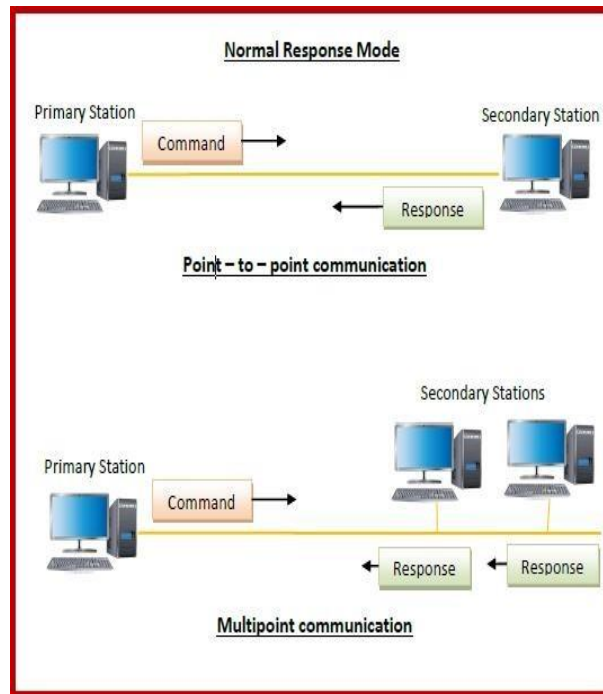 Normal Response Mode
Primary Station
Secondary Station
Command
Response
Point – to – point communication
Secondary Stations
Primary Station
Command
Response
Response
Multipoint communication